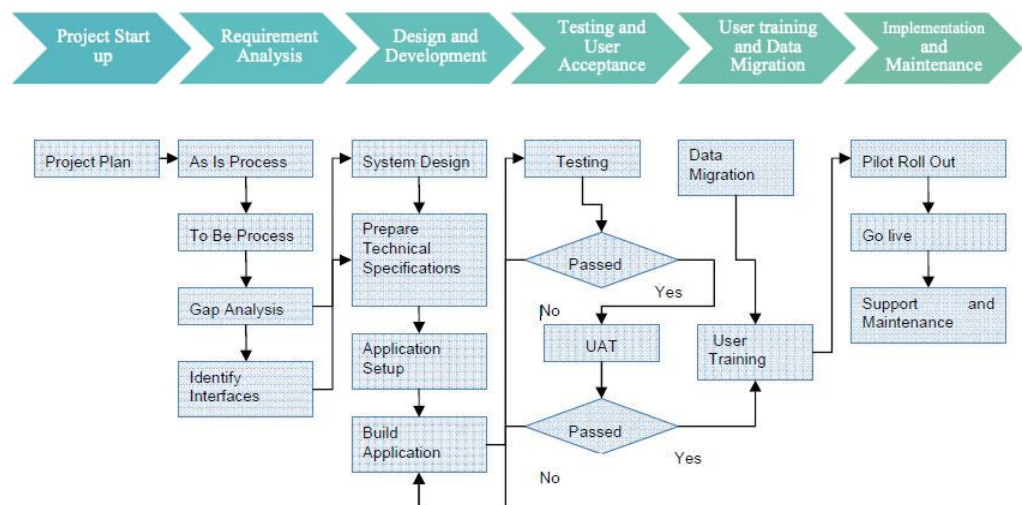 Project Start
up
Requirement
Analysis
Design and
Development
Testing and
User
Acceptance
User training
and Data
Migration
Implementation
and
Maintenance
Project Plan
As Is Process
To Be Process
Gap Analysis
Identify
Interfaces
System Design
Prepare
Technical
Specifications
Application
Setup
Build
Application
Testing
Passed
Yes
No
UAT
Passed
Yes
No
Data
Migration
User
Training
Pilot Roll Out
Go live
Support and
Maintenance